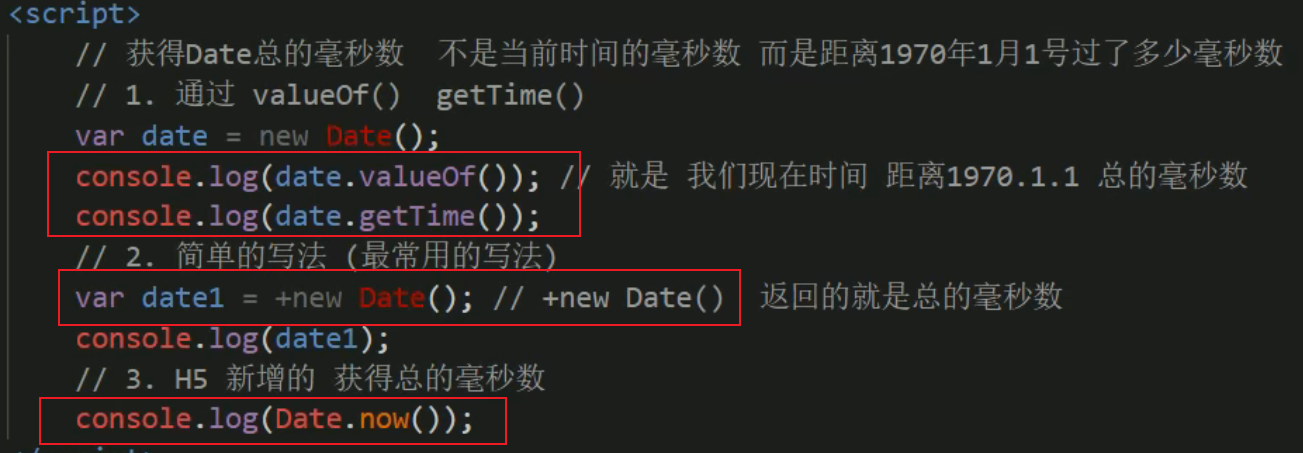 <script>
// 获得Date总的毫秒数 不是当前时间的毫秒数 而是距离1970年1月1号过了多少毫秒数
// 1. 通过 valueOf() getTime()
var date = new Date();
console.log(date.valueOf()); // 就是 我们现在时间 距离1970.1.1 总的毫秒数
console.log(date.getTime());
// 2. 简单的写法 (最常用的写法)
var date1 = +new Date(); // +new Date() 返回的就是总的毫秒数
console.log(date1);
// 3. H5 新增的 获得总的毫秒数
console.log(Date.now());